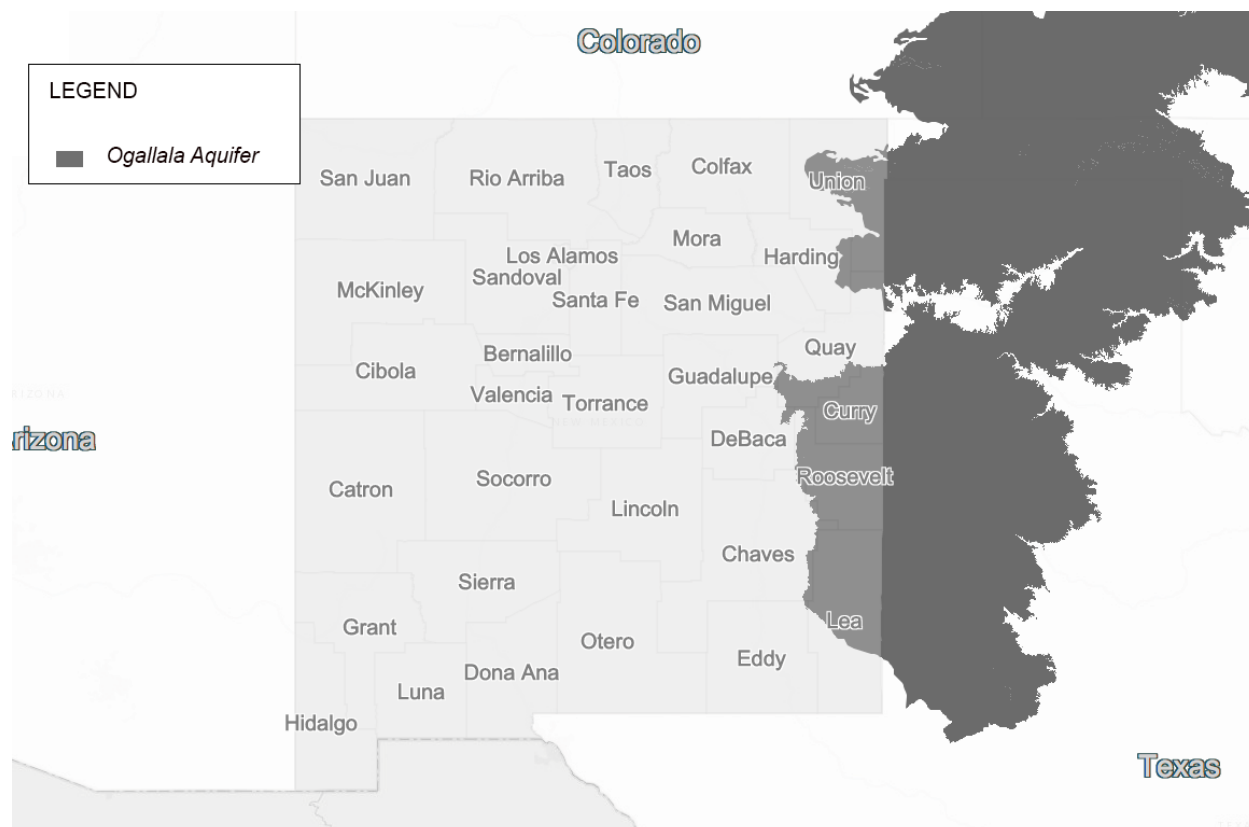 Colorado
LEGEND
Ogallala Aquifer
San Juan
Rio Arriba
Taos
Colfax
Union
Mora
Los Alamos
Harding
Sandoval
McKinley
Santa Fe
San Miguel
Bernalillo
Quay
Cibola
Guadalupe
Valencia
Torrance
Curry
NEW MEXICO
rizona
DeBaca
Socorro
Roosevelt
Catron
Lincoln
Chaves
Sierra
Lea
Grant
Otero
Eddy
Dona Ana
Luna
Hidalgo
Texas